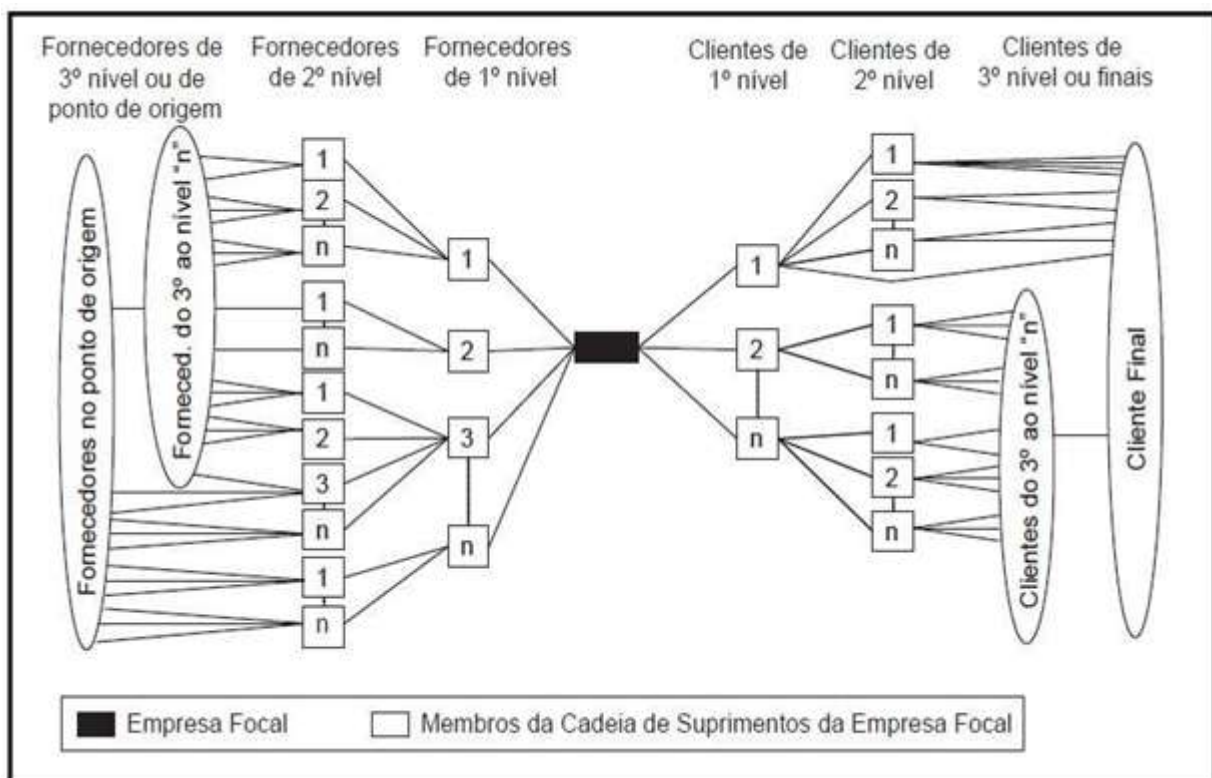 Fornecedores de
3º nível ou de
ponto de origem
Fornecedores
de 2º nível
Fornecedores
de 1º nível
Clientes de
1º nível
Clientes de
2º nível
Clientes de
3º nível ou finais
Fornecedores no ponto de origem
Forneced. do 3º ao nível "n"
1
2
n
1
n
1
2
3
n
1
n
1
2
3
n
1
2
n
1
2
n
1
n
1
2
n
Clientes do 3º ao nível "n"
Cliente Final
Empresa Focal
Membros da Cadeia de Suprimentos da Empresa Focal